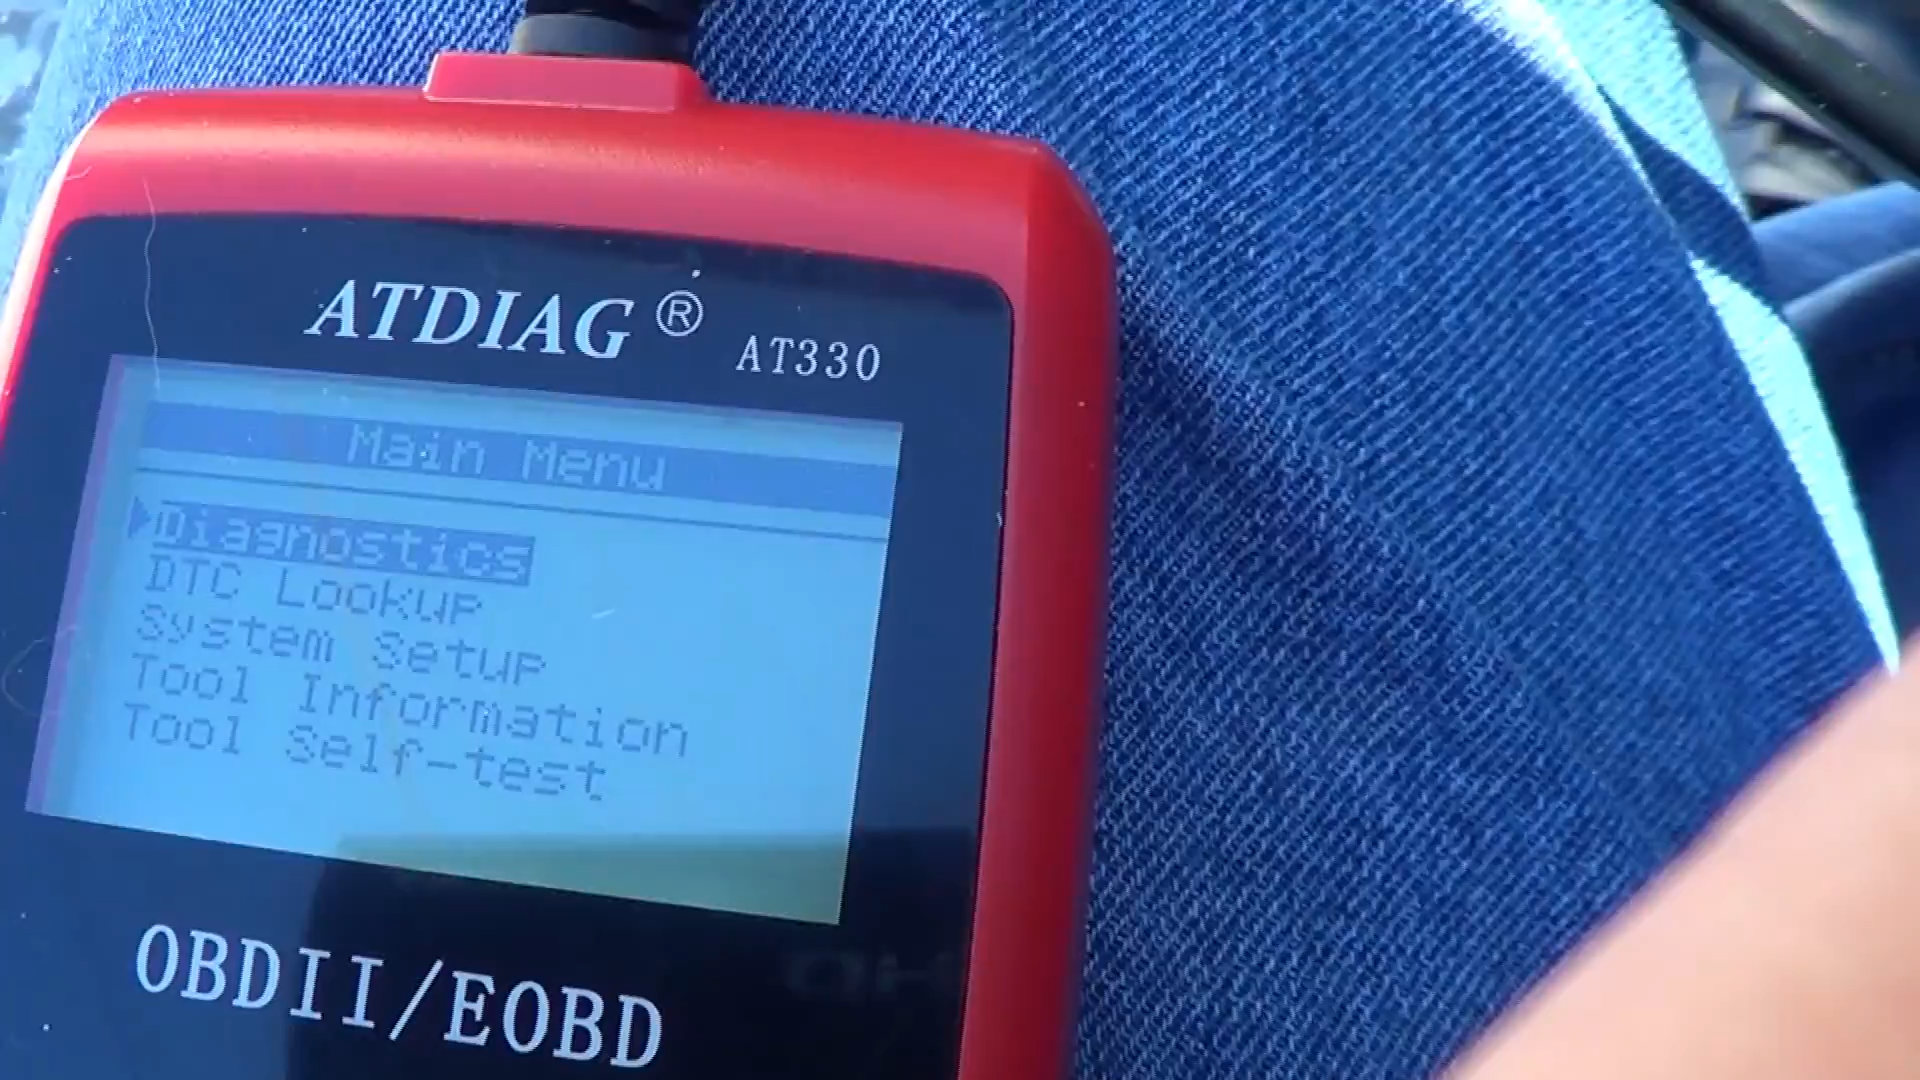 ATDIAG ® AT330
Main Menu
Diagnostics
DTC Lookup
System Setup
Tool Information
Tool Self-test
OBDII/EOBD